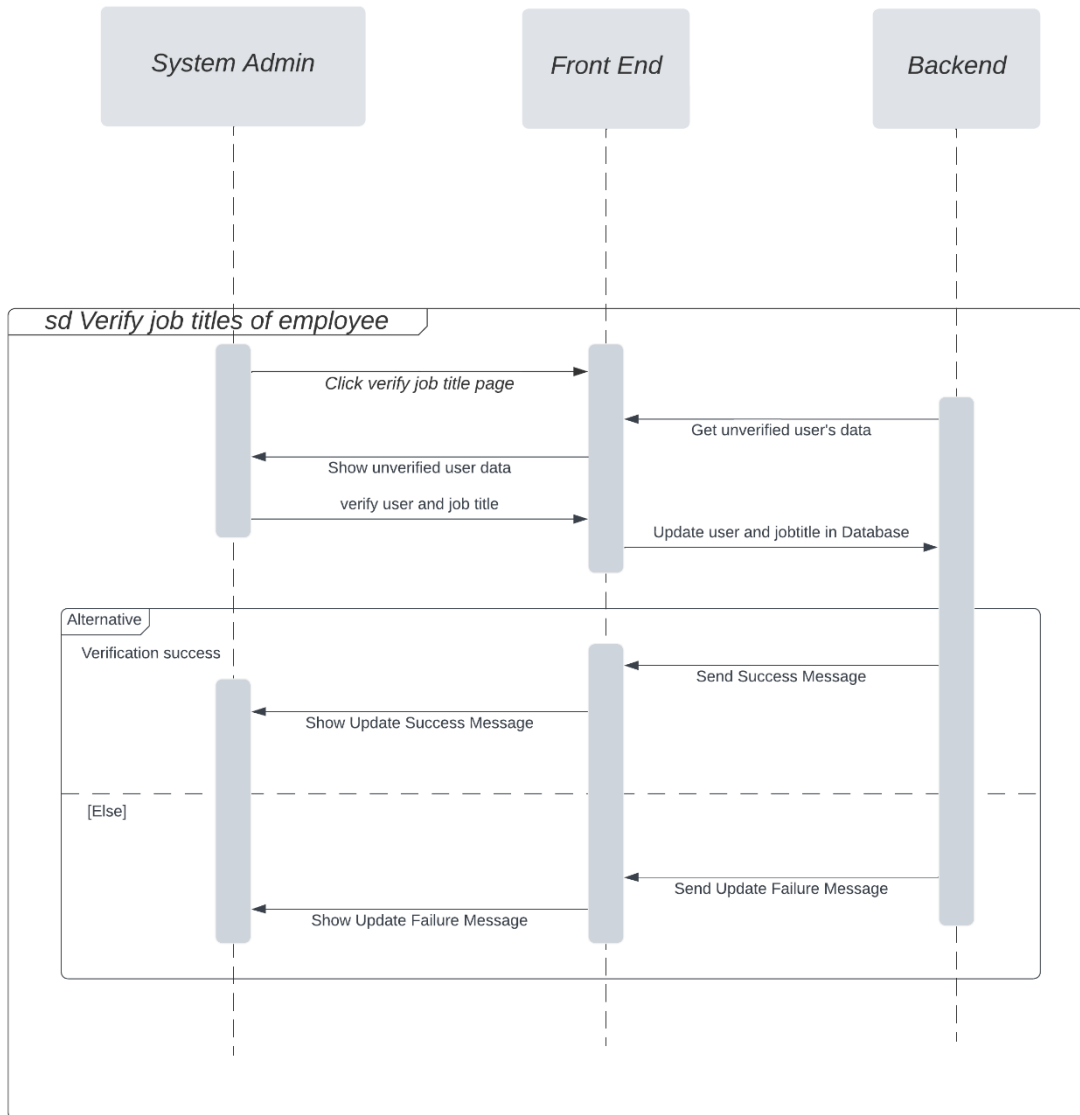 System Admin
Front End
Backend
sd Verify job titles of employee
Click verify job title page
Get unverified user's data
Show unverified user data
verify user and job title
Update user and jobtitle in Database
Alternative
Verification success
Send Success Message
Show Update Success Message
[Else]
Send Update Failure Message
Show Update Failure Message